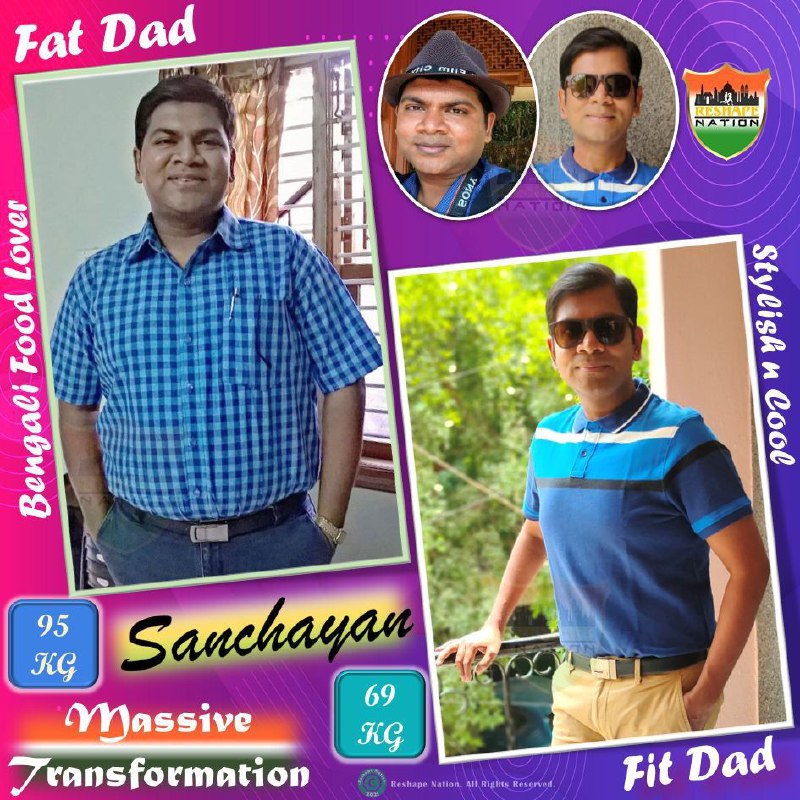 Fat Dad
RESHAPE
NATION
Bengali Food Lover
Stylish n Cool
SONY
95
KG
Sanchayan
69
KG
Massive
Transformation
Fit Dad
Reshape Nation. All Rights Reserved.